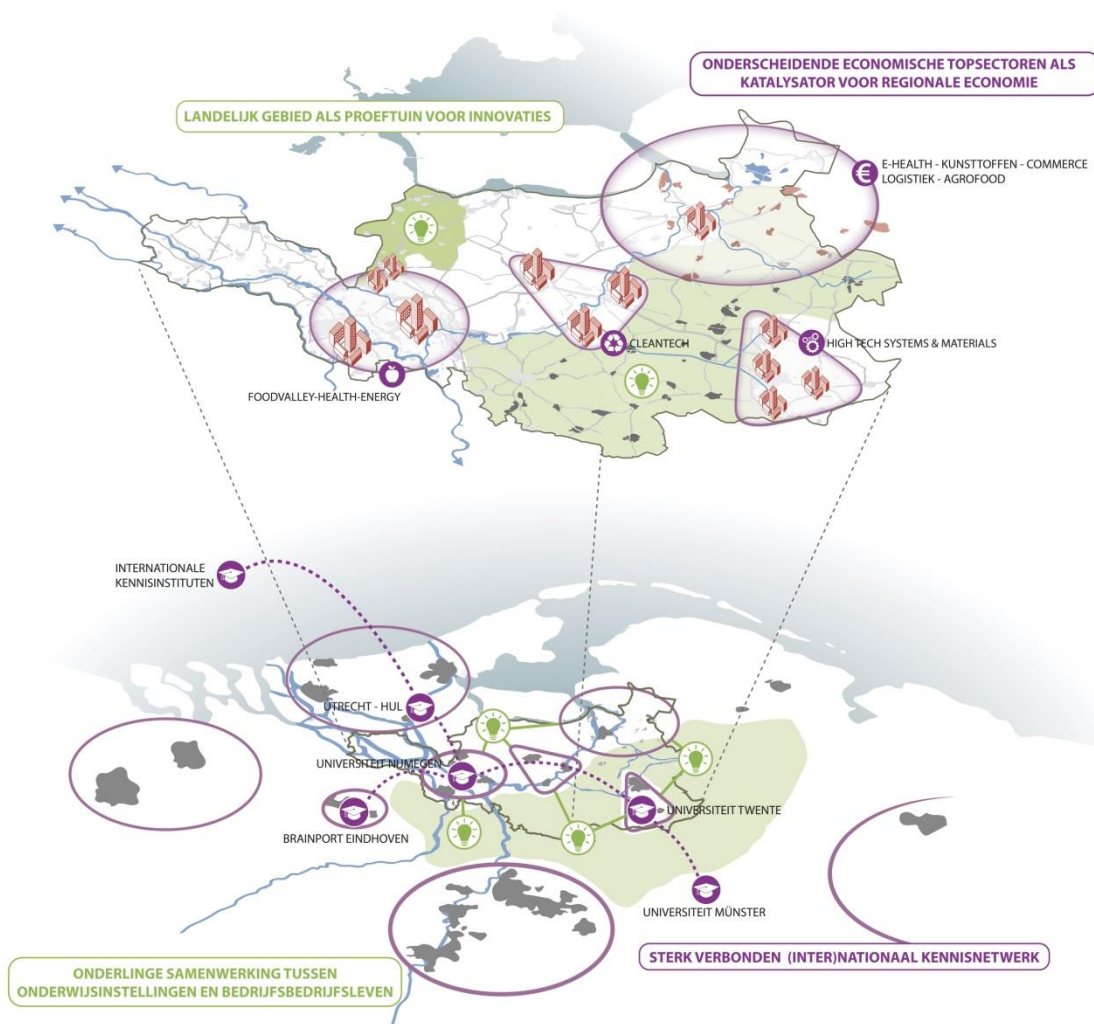 ONDERSCHEIDENDE ECONOMISCHE TOPSECTOREN ALS
KATALYSATOR VOOR REGIONALE ECONOMIE
LANDELIJK GEBIED ALS PROEFTUIN VOOR INNOVATIES
€
E-HEALTH - KUNSTTOFFEN - COMMERCE
LOGISTIEK - AGROFOOD
CLEANTECH
HIGH TECH SYSTEMS & MATERIALS
FOODVALLEY-HEALTH-ENERGY
INTERNATIONALE
KENNISINSTITUTEN
UTRECHT - HUL
UNIVERSITEIT NIJMEGEN
UNIVERSITEIT TWENTE
BRAINPORT EINDHOVEN
UNIVERSITEIT MÜNSTER
STERK VERBONDEN (INTER)NATIONAAL KENNISNETWERK
ONDERLINGE SAMENWERKING TUSSEN
ONDERWIJSINSTELLINGEN EN BEDRIJFSBEDRIJFSLEVEN